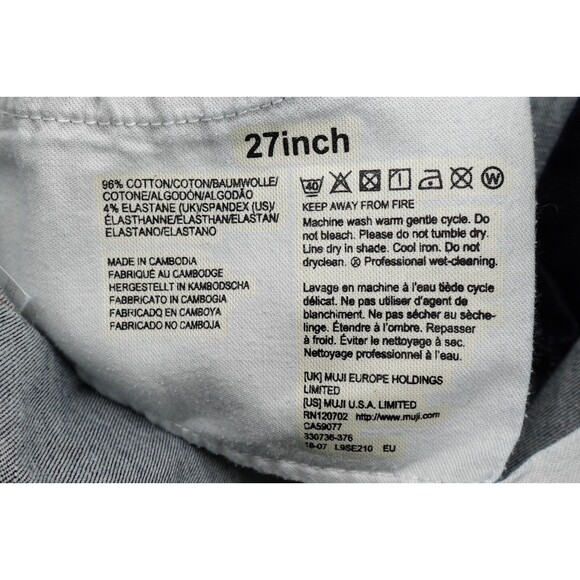 27inch
96% COTTON/COTON/BAUMWOLLE/
COTONE/ALGODÓN/ALGODÃO
4% ELASTANE (UK)/SPANDEX (US)/
ÉLASTHANNE/ELASTHAN/ELASTAN/
ELASTANO/ELASTANO
MADE IN CAMBODIA
FABRIQUÉ AU CAMBODGE
HERGESTELLT IN KAMBODSCHA
FABBRICATO IN CAMBOGIA
FABRICADO EN CAMBOYA
FABRICADO NO CAMBOJA
40 W
KEEP AWAY FROM FIRE
Machine wash warm gentle cycle. Do
not bleach. Please do not tumble dry.
Line dry in shade. Cool iron. Do not
dryclean. Ⓧ Professional wet-cleaning.
Lavage en machine à l'eau tiède cycle
délicat. Ne pas utiliser d'agent de
blanchiment. Ne pas sécher au sèche-
linge. Étendre à l'ombre. Repasser
à froid. Éviter le nettoyage à sec.
Nettoyage professionnel à l'eau.
[UK] MUJI EUROPE HOLDINGS
LIMITED
[US] MUJI U.S.A. LIMITED
RN120702 http://www.muji.com
CA59077
330736-376
18-07 L9SE210 EU